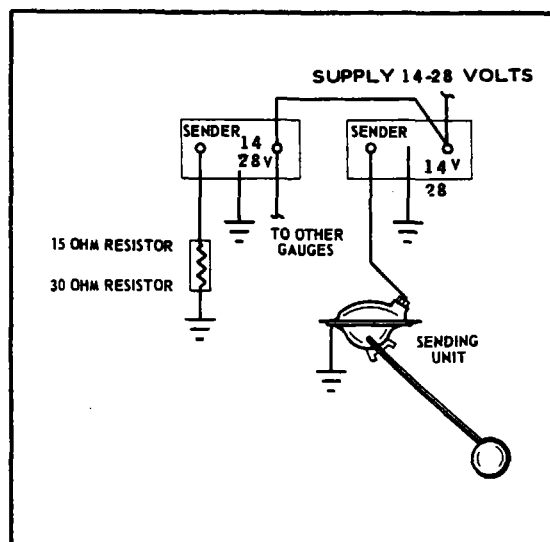 SUPPLY 14-28 VOLTS
SENDER
14
28V
SENDER
14 V
28
TO OTHER
GAUGES
15 OHM RESISTOR
30 OHM RESISTOR
SENDING
UNIT